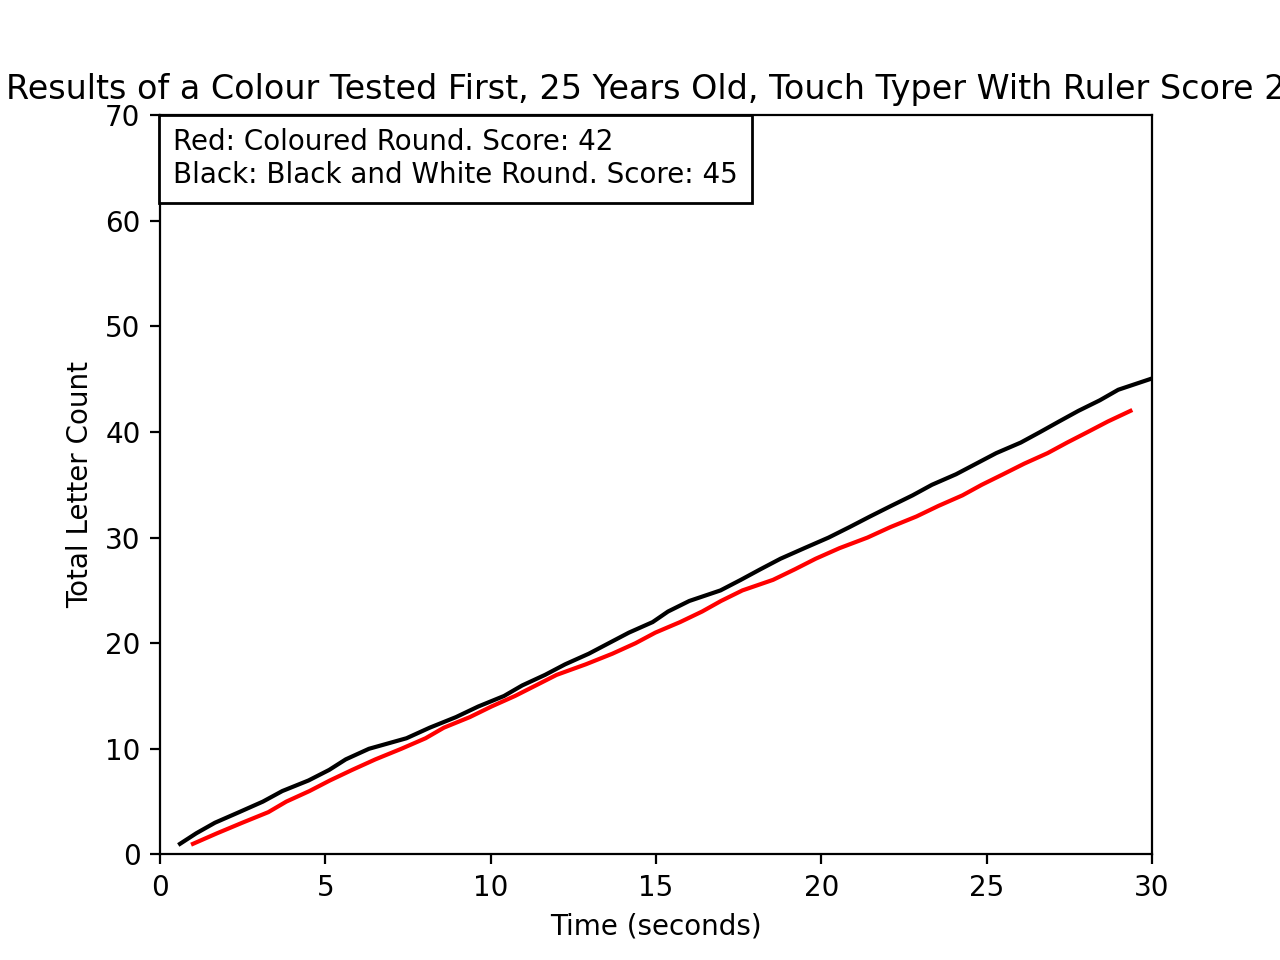 Results of a Colour Tested First, 25 Years Old, Touch Typer With Ruler Score 2
Red: Coloured Round. Score: 42
Black: Black and White Round. Score: 45
70
60
50
40
30
20
10
0
Total Letter Count
0 5 10 15 20 25 30
Time (seconds)